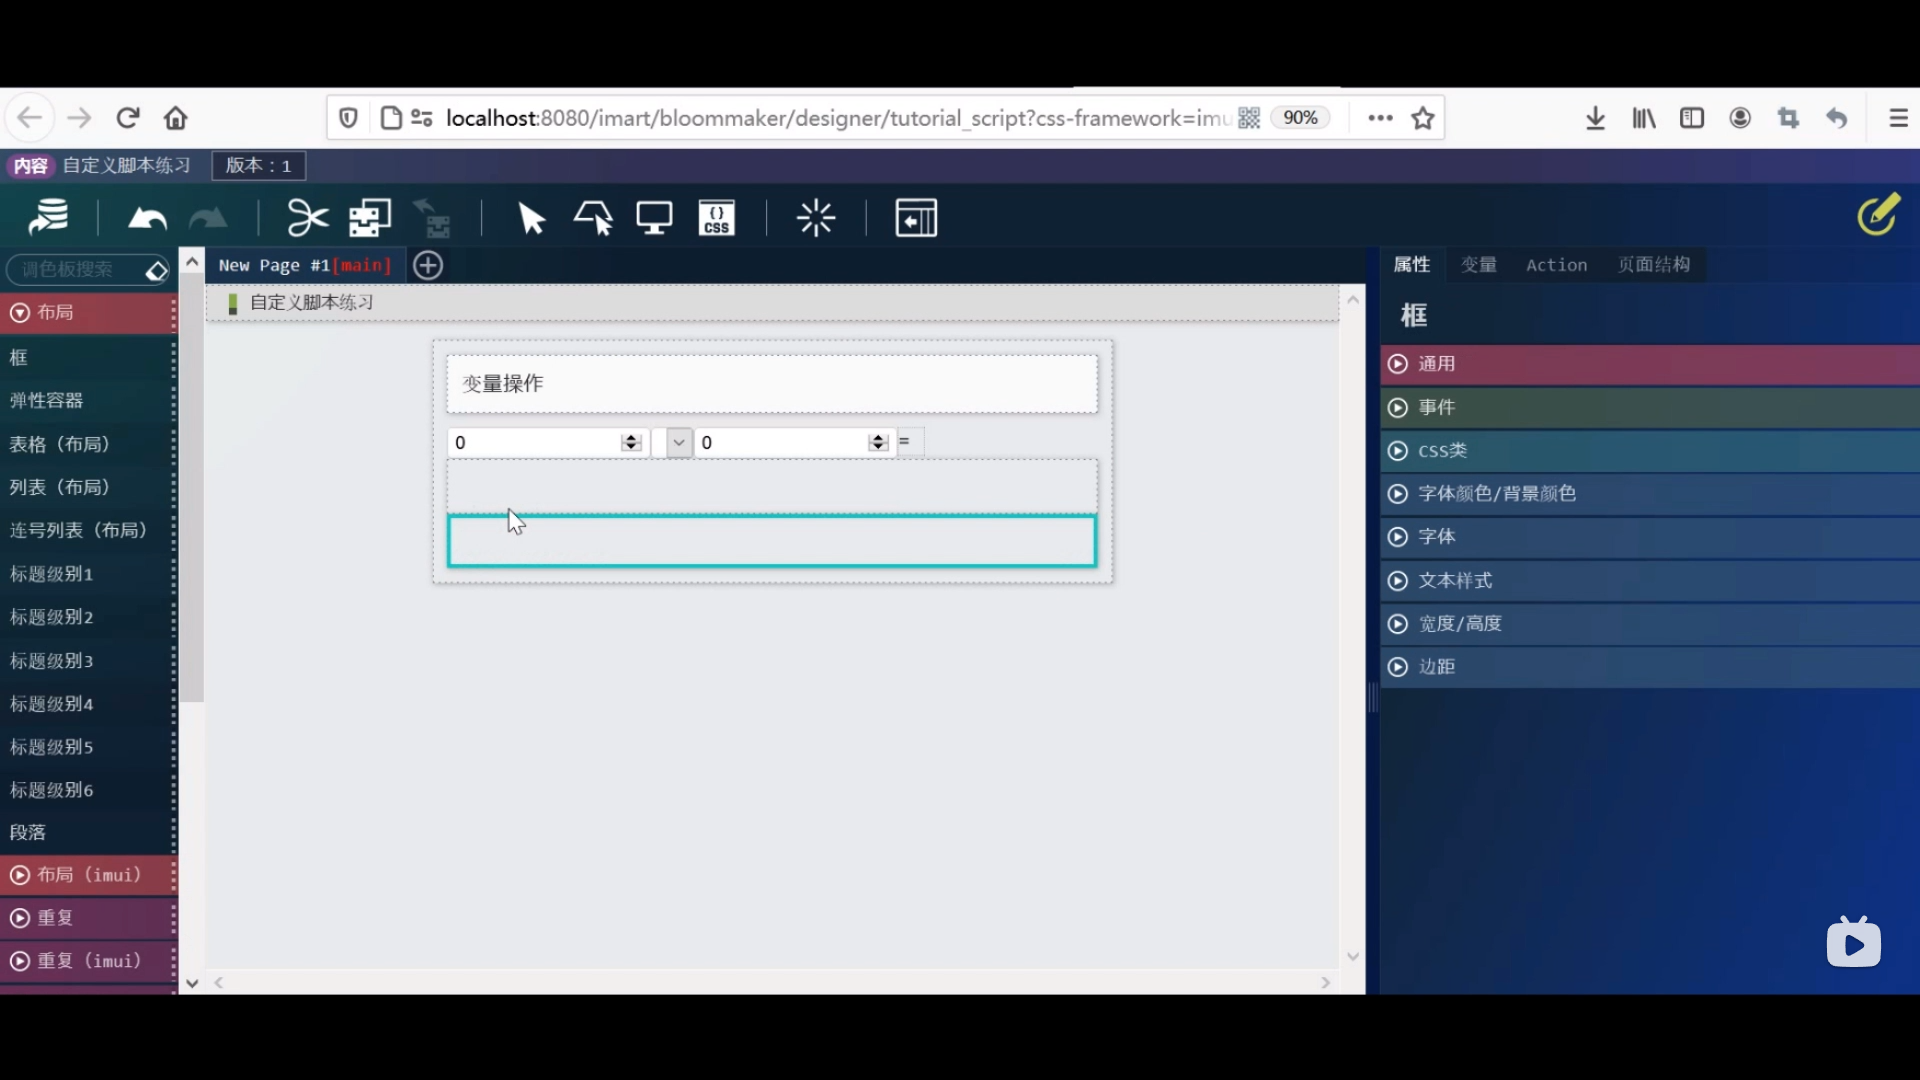 localhost:8080/imart/bloommaker/designer/tutorial_script?css-framework=imu
90%
内容 自定义脚本练习 版本：1
{}
CSS
调色板搜索
New Page #1[main]
布局
框
弹性容器
表格（布局）
列表（布局）
连号列表（布局）
标题级别1
标题级别2
标题级别3
标题级别4
标题级别5
标题级别6
段落
布局（imui）
重复
重复（imui）
自定义脚本练习
变量操作
0 0 =
属性 变量 Action 页面结构
框
通用
事件
CSS类
字体颜色/背景颜色
字体
文本样式
宽度/高度
边距